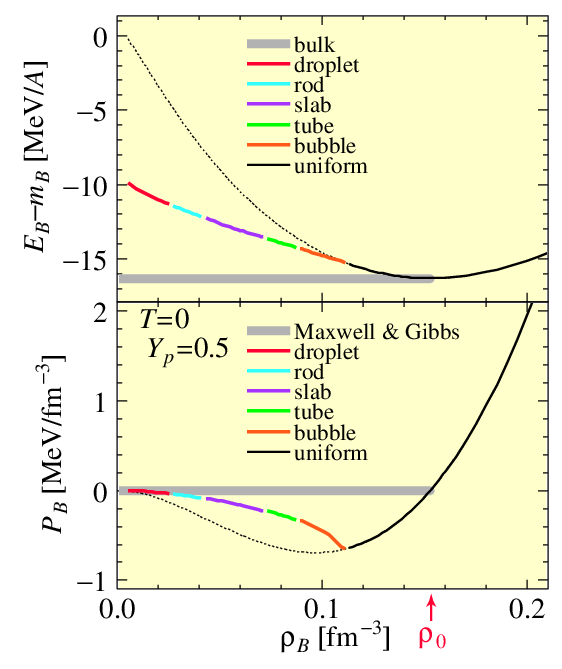 0
−5
−10
−15
E_B−m_B [MeV/A]
bulk
droplet
rod
slab
tube
bubble
uniform
T=0
Y_p=0.5
2
1
0
−1
P_B [MeV/fm⁻³]
Maxwell & Gibbs
droplet
rod
slab
tube
bubble
uniform
0.0
0.1
0.2
ρ_B [fm⁻³]
ρ_0